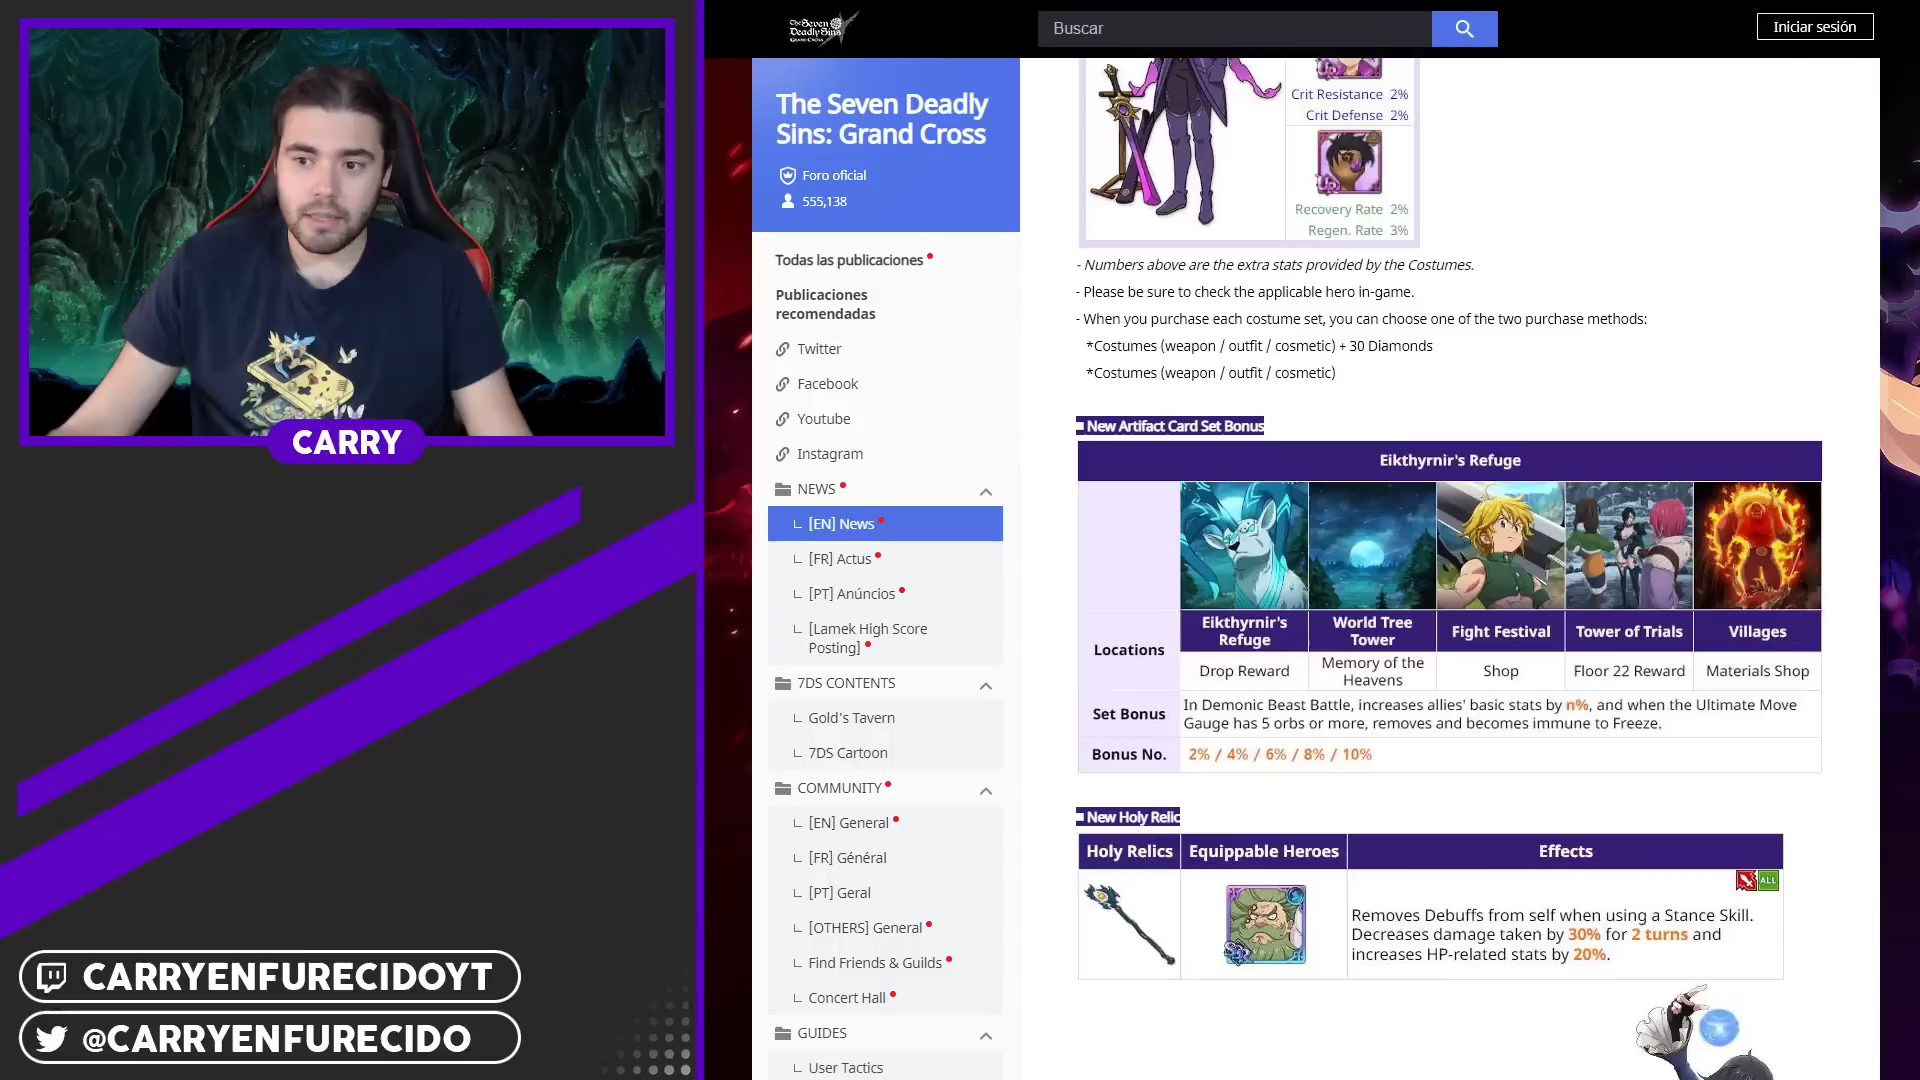 CARRY
CARRYENFURECIDOYT
@CARRYENFURECIDO
The Seven
Deadly Sins
GRAND CROSS
Buscar
Iniciar sesión
The Seven Deadly
Sins: Grand Cross
Foro oficial
555,138
Todas las publicaciones
Publicaciones
recomendadas
Twitter
Facebook
Youtube
Instagram
NEWS
[EN] News
[FR] Actus
[PT] Anúncios
[Lamek High Score
Posting]
7DS CONTENTS
Gold's Tavern
7DS Cartoon
COMMUNITY
[EN] General
[FR] Général
[PT] Geral
[OTHERS] General
Find Friends & Guilds
Concert Hall
GUIDES
User Tactics
UR
Crit Resistance 2%
Crit Defense 2%
UR
Recovery Rate 2%
Regen. Rate 3%
- Numbers above are the extra stats provided by the Costumes.
- Please be sure to check the applicable hero in-game.
- When you purchase each costume set, you can choose one of the two purchase methods:
*Costumes (weapon / outfit / cosmetic) + 30 Diamonds
*Costumes (weapon / outfit / cosmetic)
■ New Artifact Card Set Bonus
Eikthyrnir's Refuge
Locations
Eikthyrnir's
Refuge
World Tree
Tower
Fight Festival
Tower of Trials
Villages
Drop Reward
Memory of the
Heavens
Shop
Floor 22 Reward
Materials Shop
Set Bonus
In Demonic Beast Battle, increases allies' basic stats by n%, and when the Ultimate Move
Gauge has 5 orbs or more, removes and becomes immune to Freeze.
Bonus No.
2% / 4% / 6% / 8% / 10%
■ New Holy Relic
Holy Relics
Equippable Heroes
Effects
ALL
Removes Debuffs from self when using a Stance Skill.
Decreases damage taken by 30% for 2 turns and
increases HP-related stats by 20%.